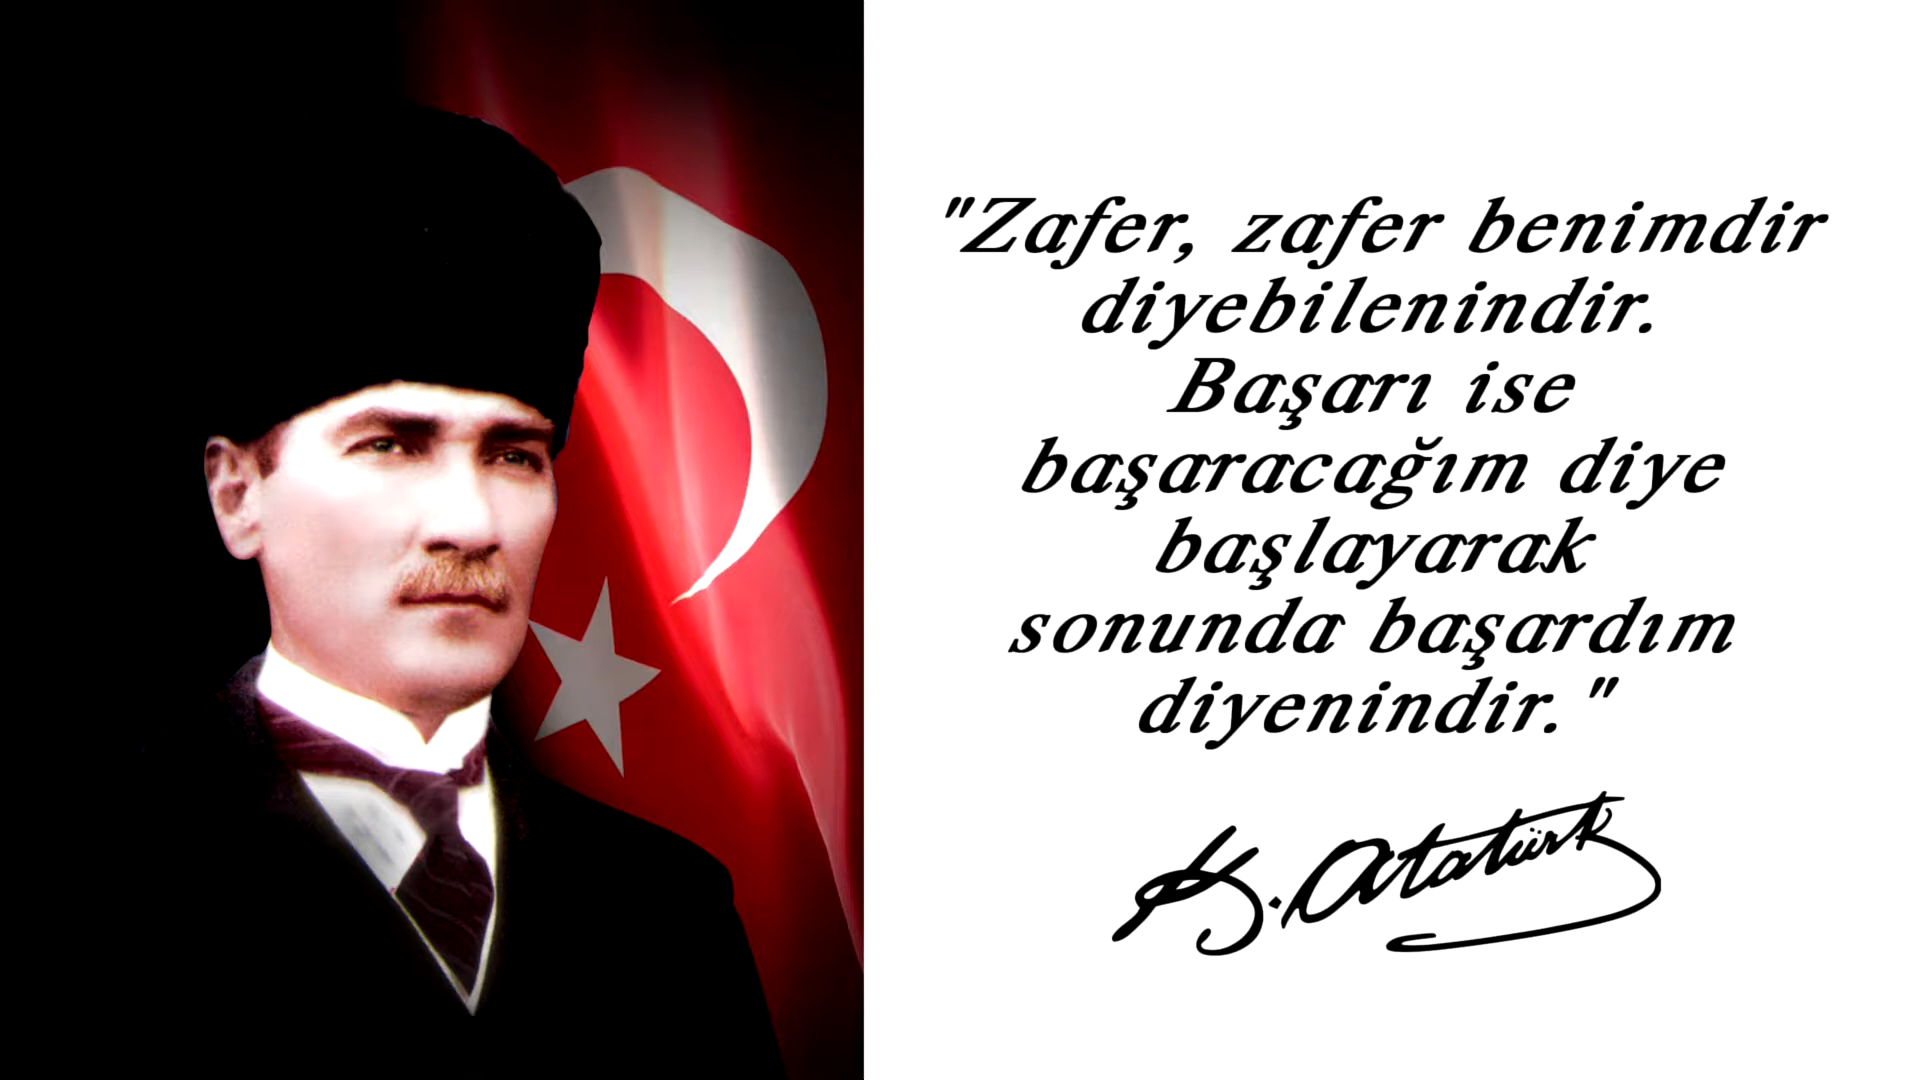 "Zafer, zafer benimdir
diyebilenindir.
Başarı ise
başaracağım diye
başlayarak
sonunda başardım
diyenindir."
K. Atatürk